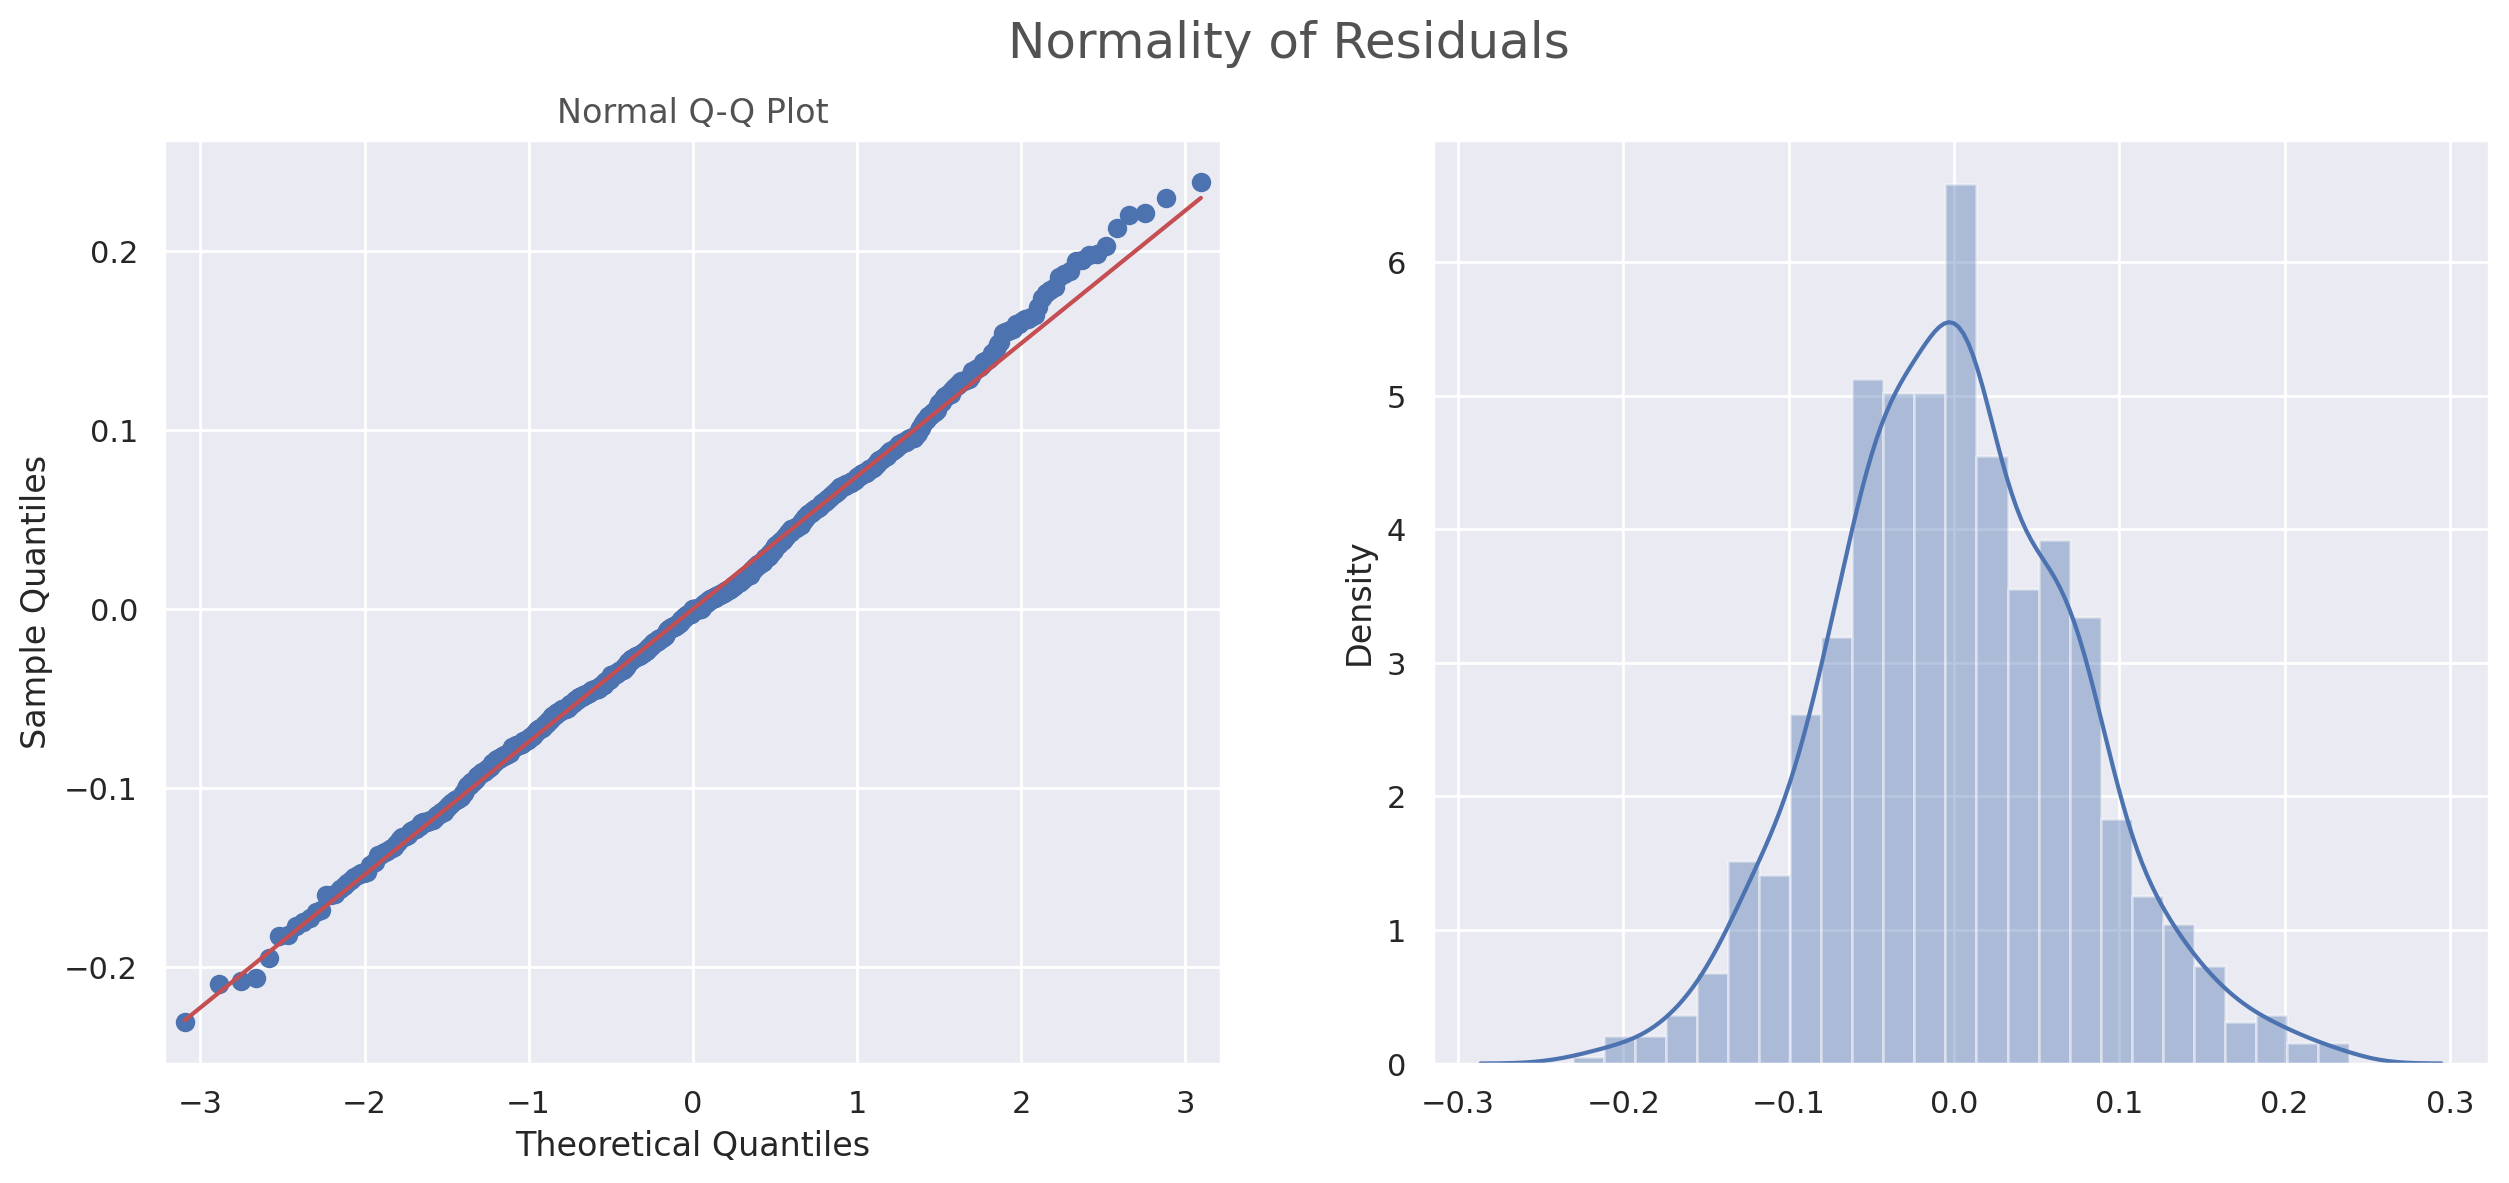 Normality of Residuals
Normal Q-Q Plot
Sample Quantiles
0.2
0.1
0.0
−0.1
−0.2
−3 −2 −1 0 1 2 3
Theoretical Quantiles
Density
6
5
4
3
2
1
0
−0.3 −0.2 −0.1 0.0 0.1 0.2 0.3